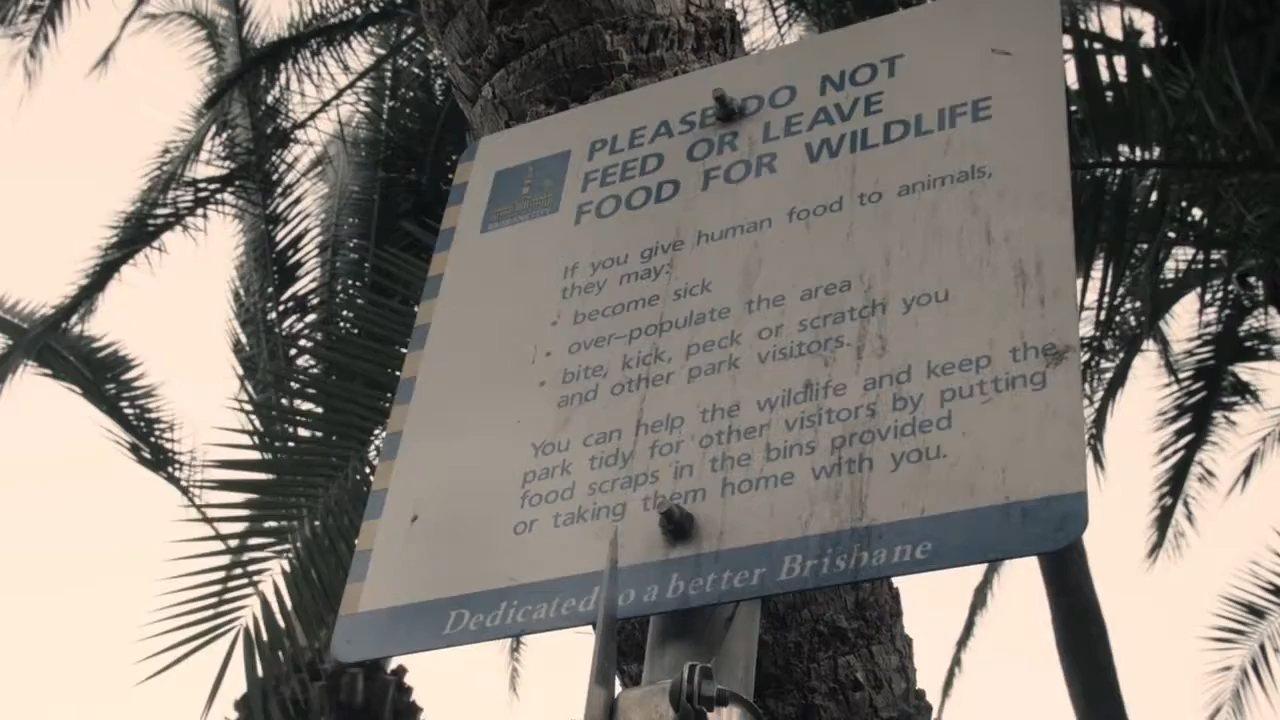 PLEASE DO NOT
FEED OR LEAVE
FOOD FOR WILDLIFE
BRISBANE CITY
If you give human food to animals,
they may:
• become sick
• over-populate the area
• bite, kick, peck or scratch you
and other park visitors.
You can help the wildlife and keep the
park tidy for other visitors by putting
food scraps in the bins provided
or taking them home with you.
Dedicated to a better Brisbane